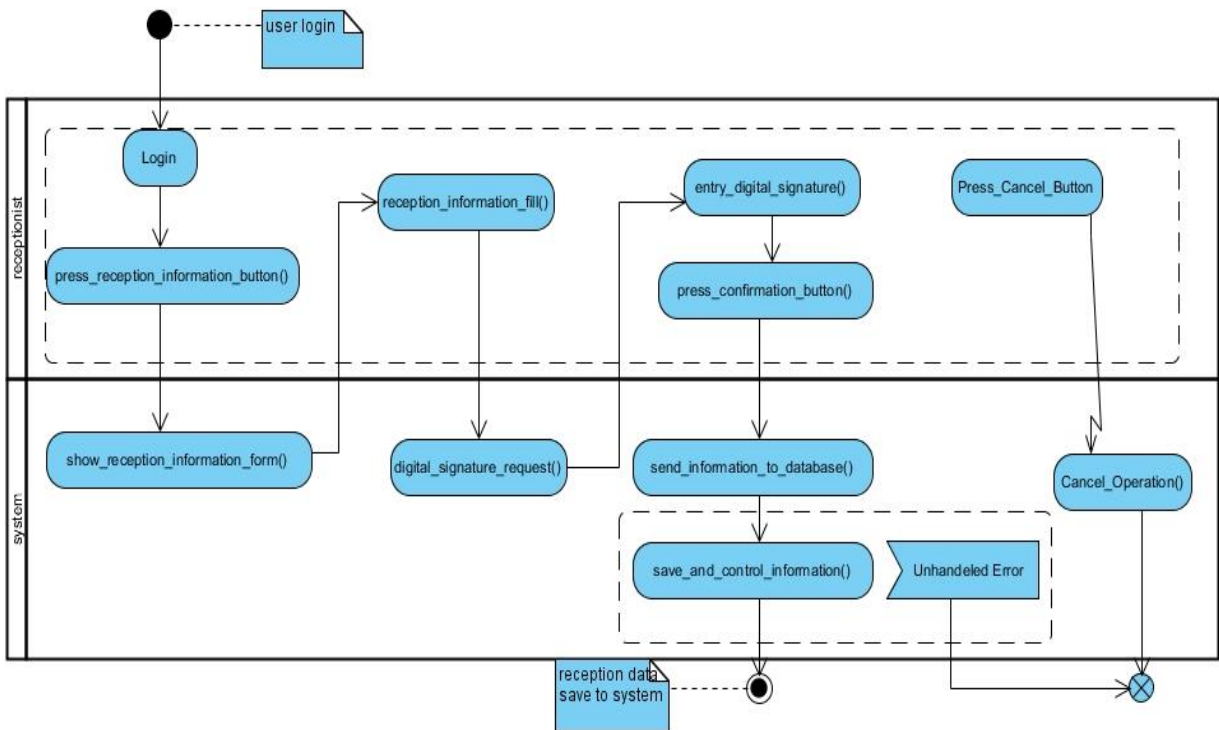 user login
receptionist
Login
reception_information_fill()
entry_digital_signature()
Press_Cancel_Button
press_reception_information_button()
press_confirmation_button()
system
show_reception_information_form()
digital_signature_request()
send_information_to_database()
Cancel_Operation()
save_and_control_information()
Unhandeled Error
reception data
save to system